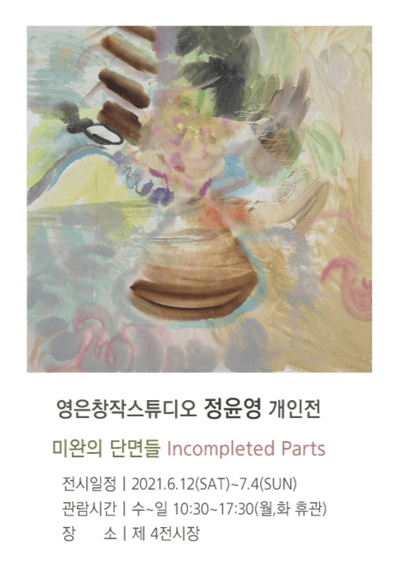 영은창작스튜디오 정윤영 개인전
미완의 단면들 Incompleted Parts
전시일정 | 2021.6.12(SAT)~7.4(SUN)
관람시간 | 수~일 10:30~17:30(월,화 휴관)
장 소 | 제 4전시장